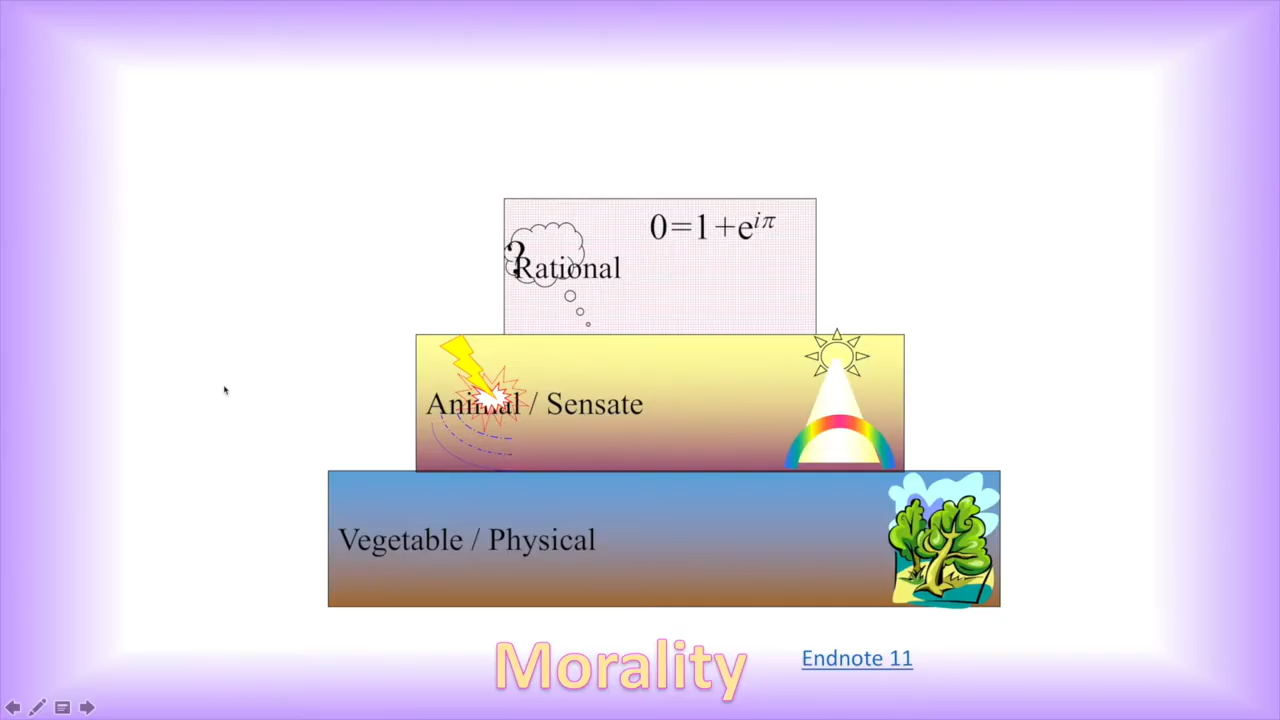 0=1+e^{iπ}
?
Rational
Animal / Sensate
Vegetable / Physical
Morality
Endnote 11